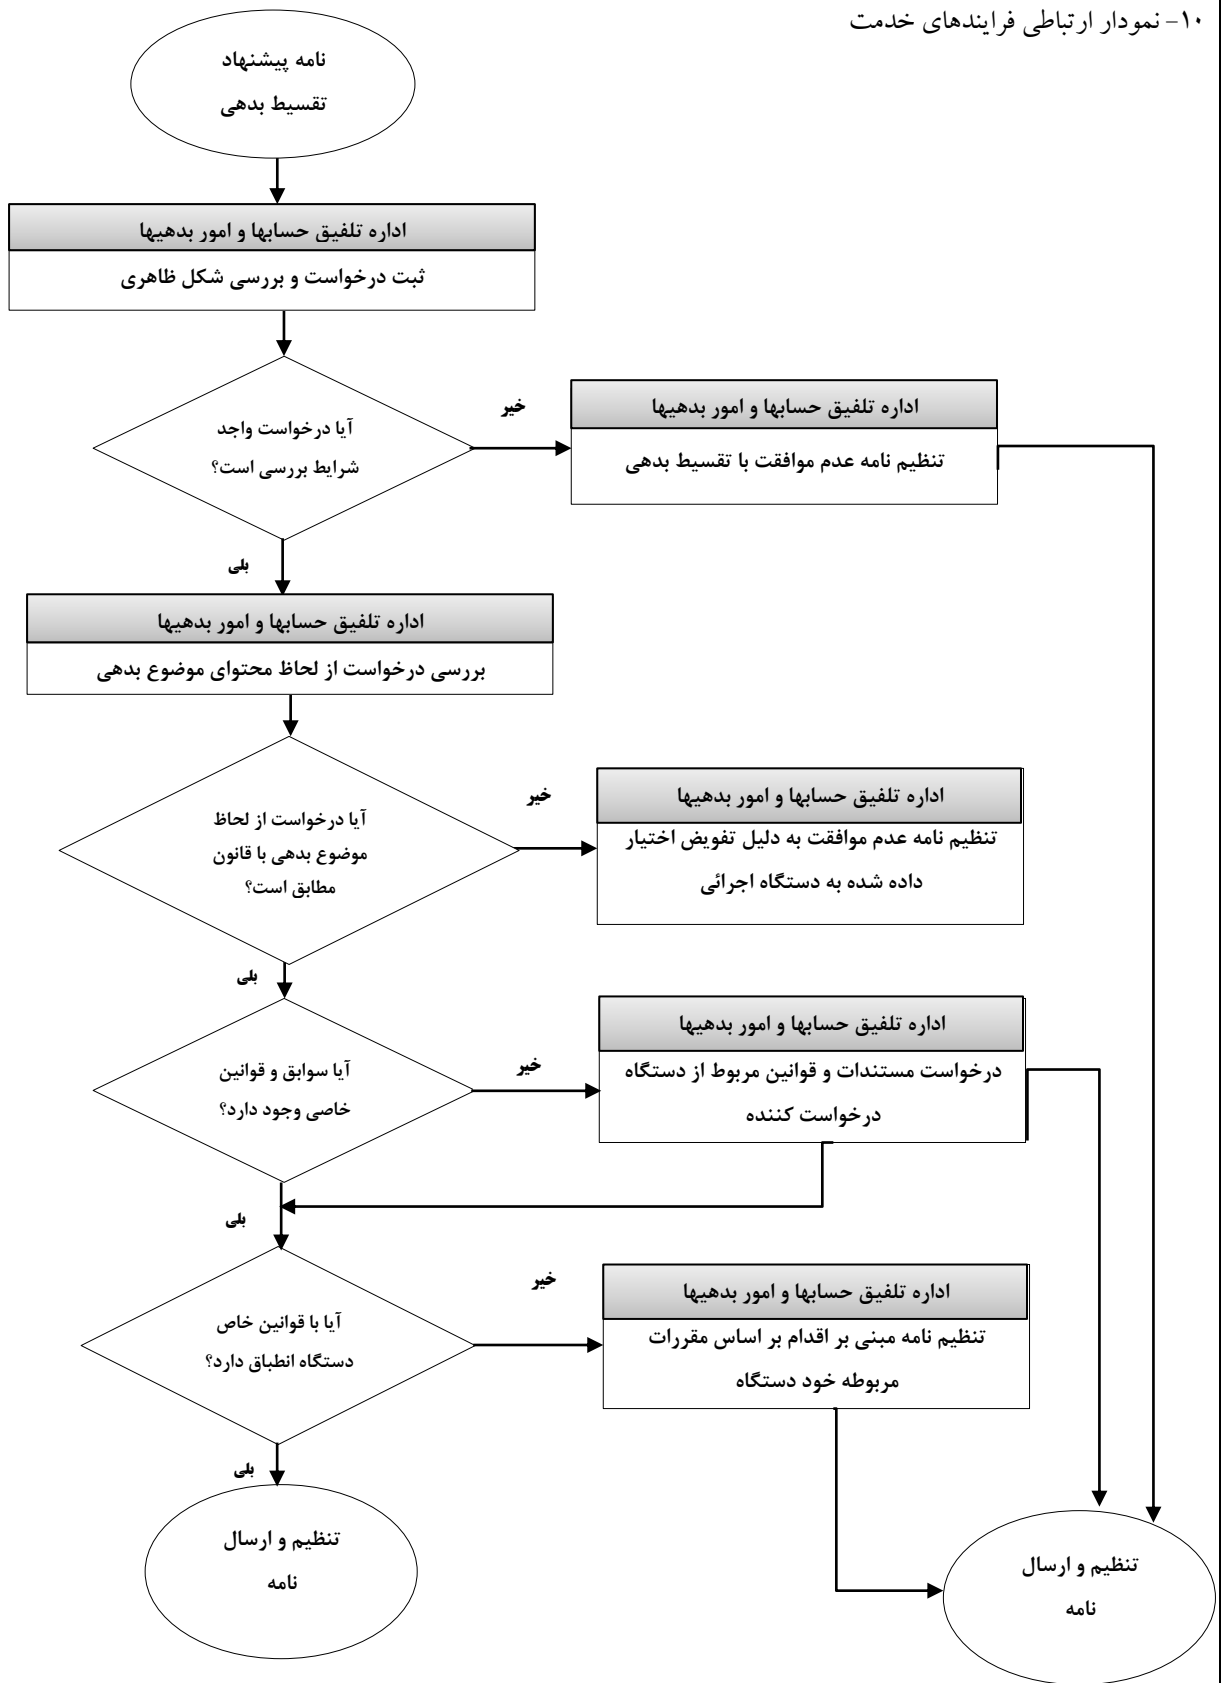 ۱۰- نمودار ارتباطی فرایندهای خدمت
نامه پیشنهاد
تقسیط بدهی
اداره تلفیق حسابها و امور بدهیها
ثبت درخواست و بررسی شکل ظاهری
آیا درخواست واجد
شرایط بررسی است؟
خیر
اداره تلفیق حسابها و امور بدهیها
تنظیم نامه عدم موافقت با تقسیط بدهی
بلی
اداره تلفیق حسابها و امور بدهیها
بررسی درخواست از لحاظ محتوای موضوع بدهی
آیا درخواست از لحاظ
موضوع بدهی با قانون
مطابق است؟
خیر
اداره تلفیق حسابها و امور بدهیها
تنظیم نامه عدم موافقت به دلیل تفویض اختیار
داده شده به دستگاه اجرائی
بلی
آیا سوابق و قوانین
خاصی وجود دارد؟
خیر
اداره تلفیق حسابها و امور بدهیها
درخواست مستندات و قوانین مربوط از دستگاه
درخواست کننده
بلی
آیا با قوانین خاص
دستگاه انطباق دارد؟
خیر
اداره تلفیق حسابها و امور بدهیها
تنظیم نامه مبنی بر اقدام بر اساس مقررات
مربوطه خود دستگاه
بلی
تنظیم و ارسال
نامه
تنظیم و ارسال
نامه